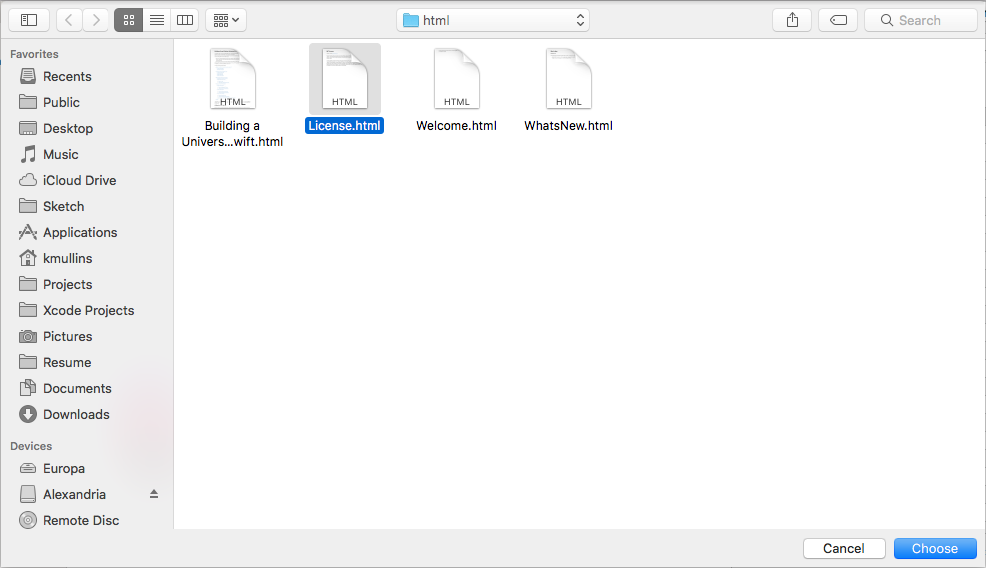 html
Search
Favorites
Recents
Public
Desktop
Music
iCloud Drive
Sketch
Applications
kmullins
Projects
Xcode Projects
Pictures
Resume
Documents
Downloads
Devices
Europa
Alexandria
Remote Disc
HTML
HTML
HTML
HTML
Building a
Univers...wift.html
License.html
Welcome.html
WhatsNew.html
Cancel
Choose